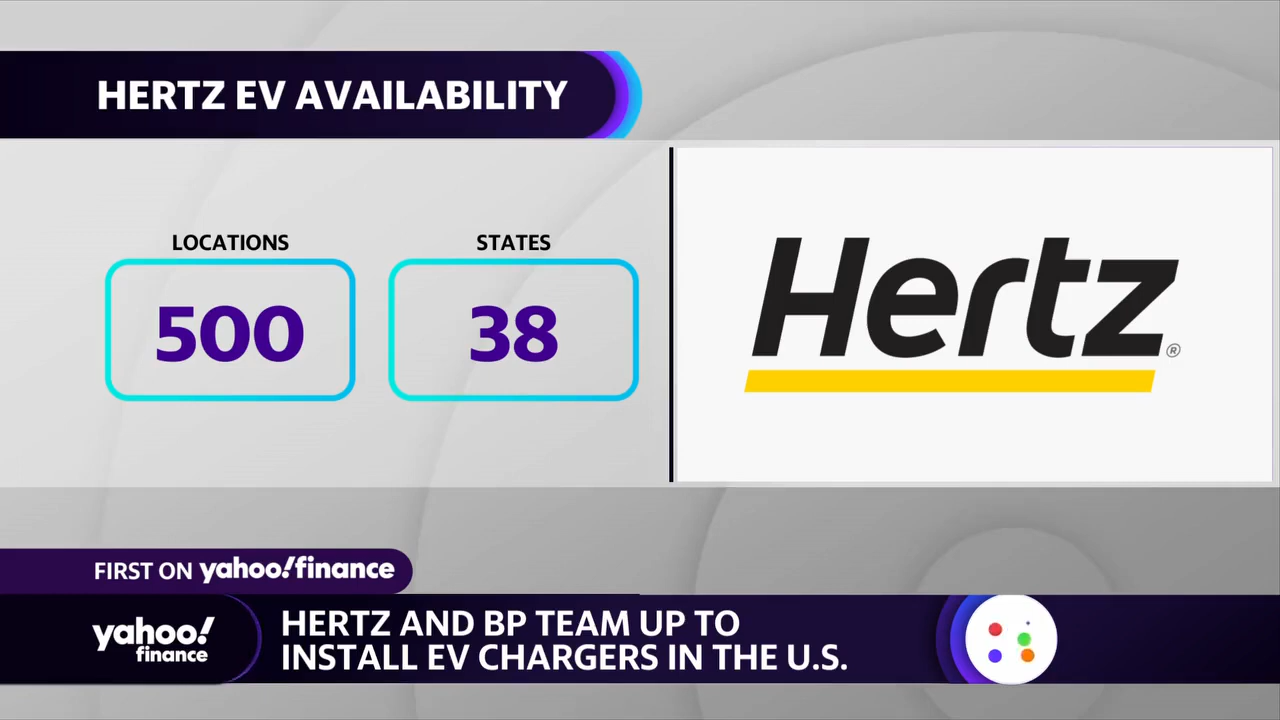 HERTZ EV AVAILABILITY
LOCATIONS
STATES
500
38
Hertz®
FIRST ON yahoo!finance
yahoo!
finance
HERTZ AND BP TEAM UP TO
INSTALL EV CHARGERS IN THE U.S.